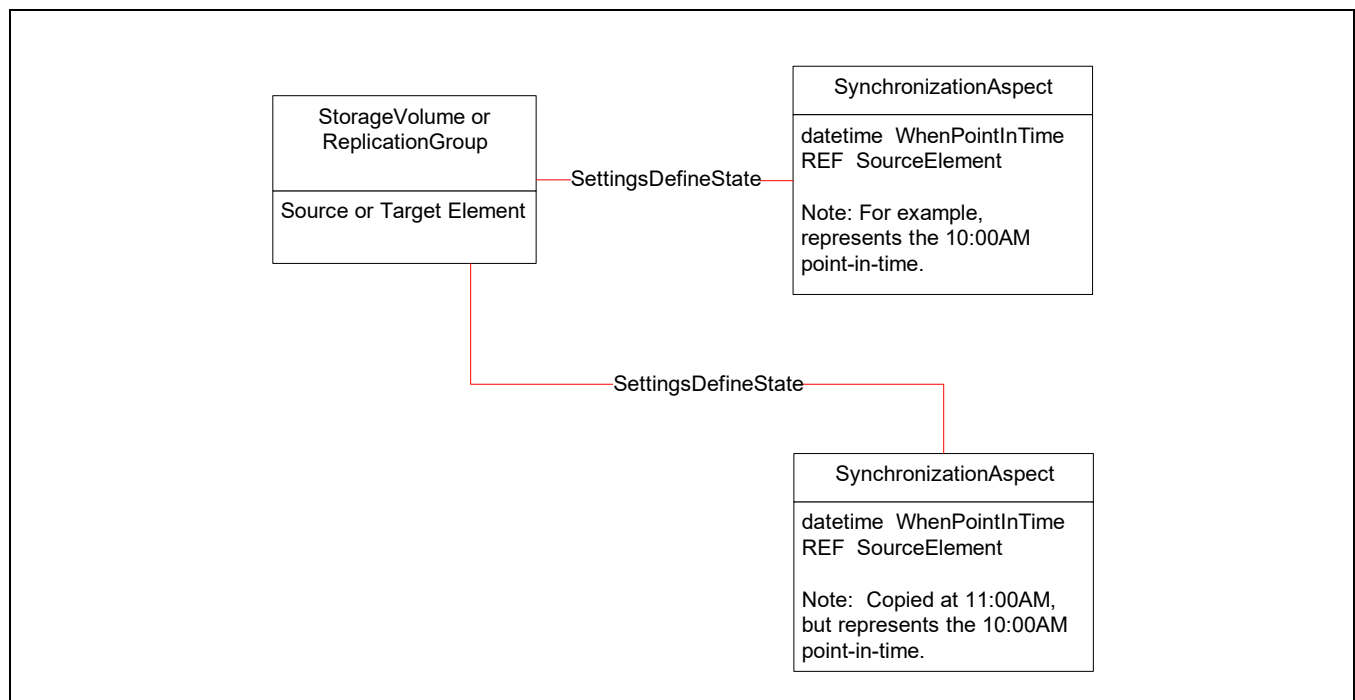 StorageVolume or
ReplicationGroup
Source or Target Element
SettingsDefineState
SynchronizationAspect
datetime  WhenPointInTime
REF  SourceElement
Note: For example,
represents the 10:00AM
point-in-time.
SettingsDefineState
SynchronizationAspect
datetime  WhenPointInTime
REF  SourceElement
Note:  Copied at 11:00AM,
but represents the 10:00AM
point-in-time.